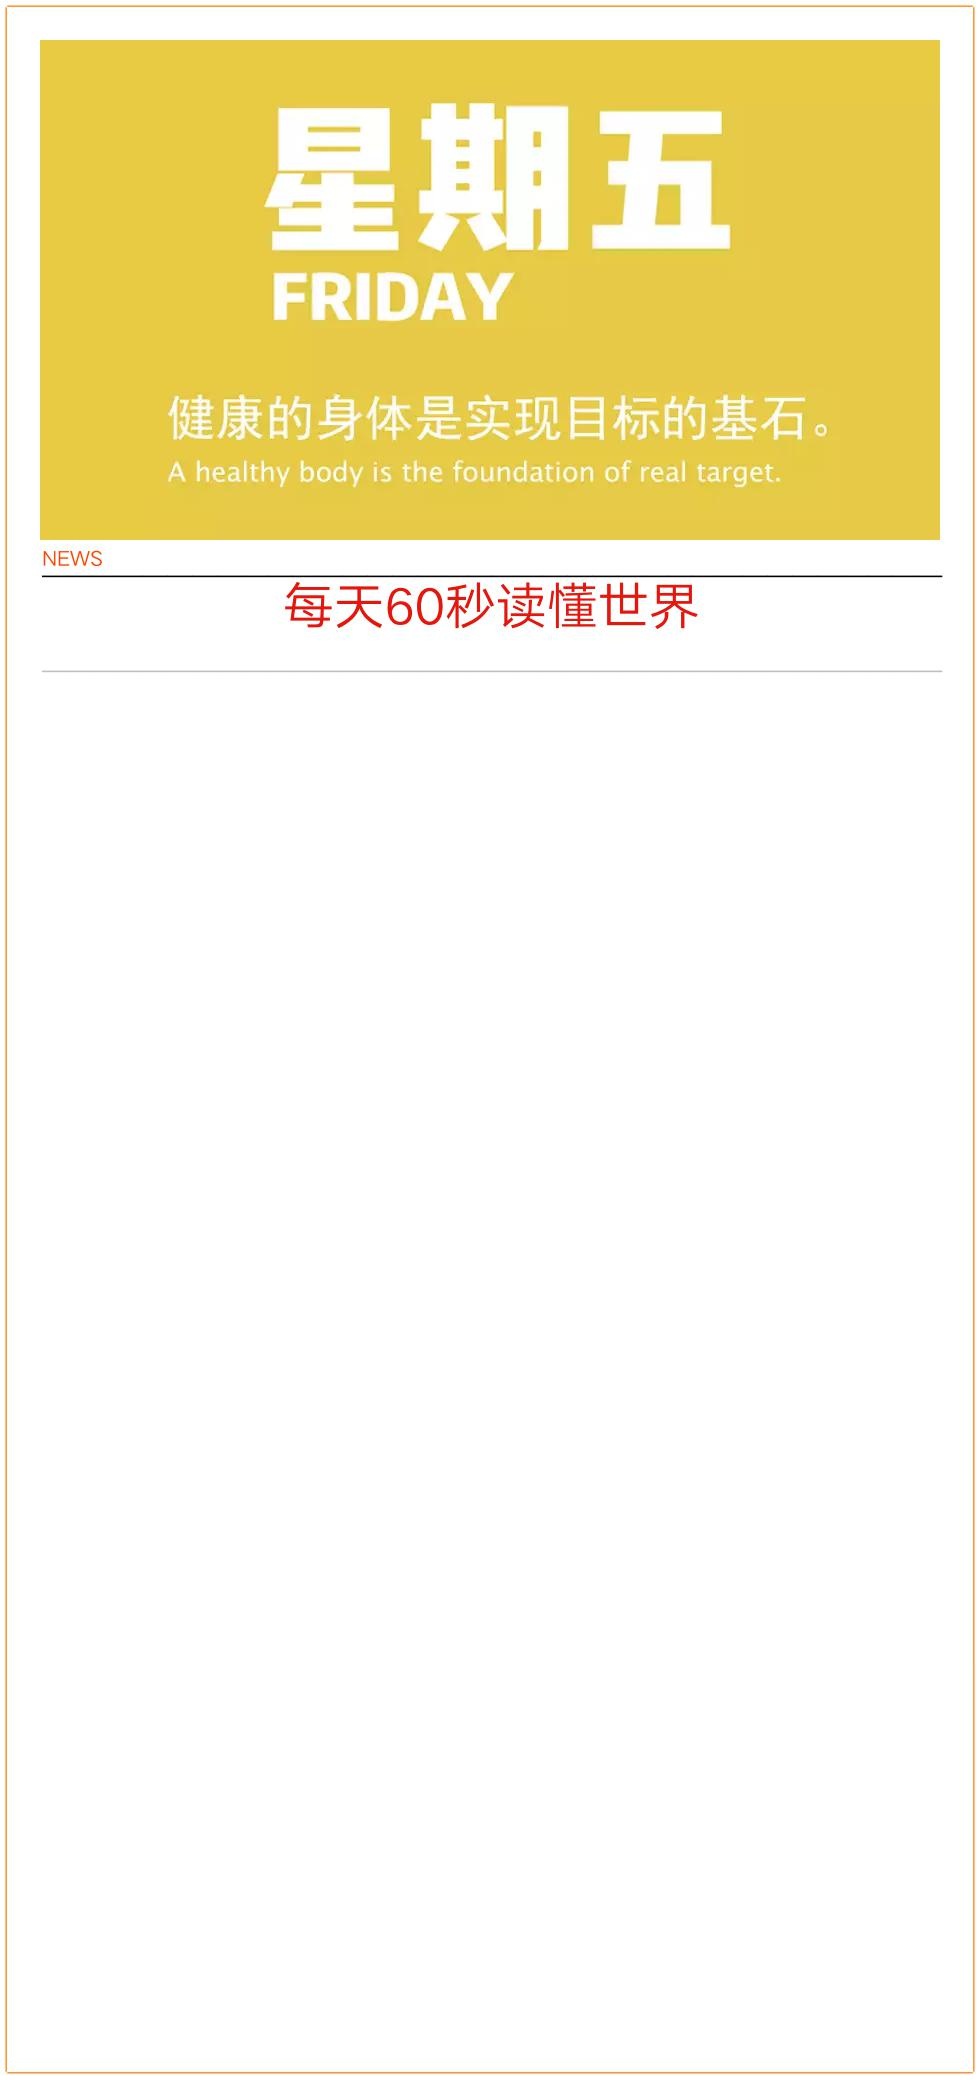 星期五
FRIDAY
健康的身体是实现目标的基石。
A healthy body is the foundation of real target.
NEWS
每天60秒读懂世界